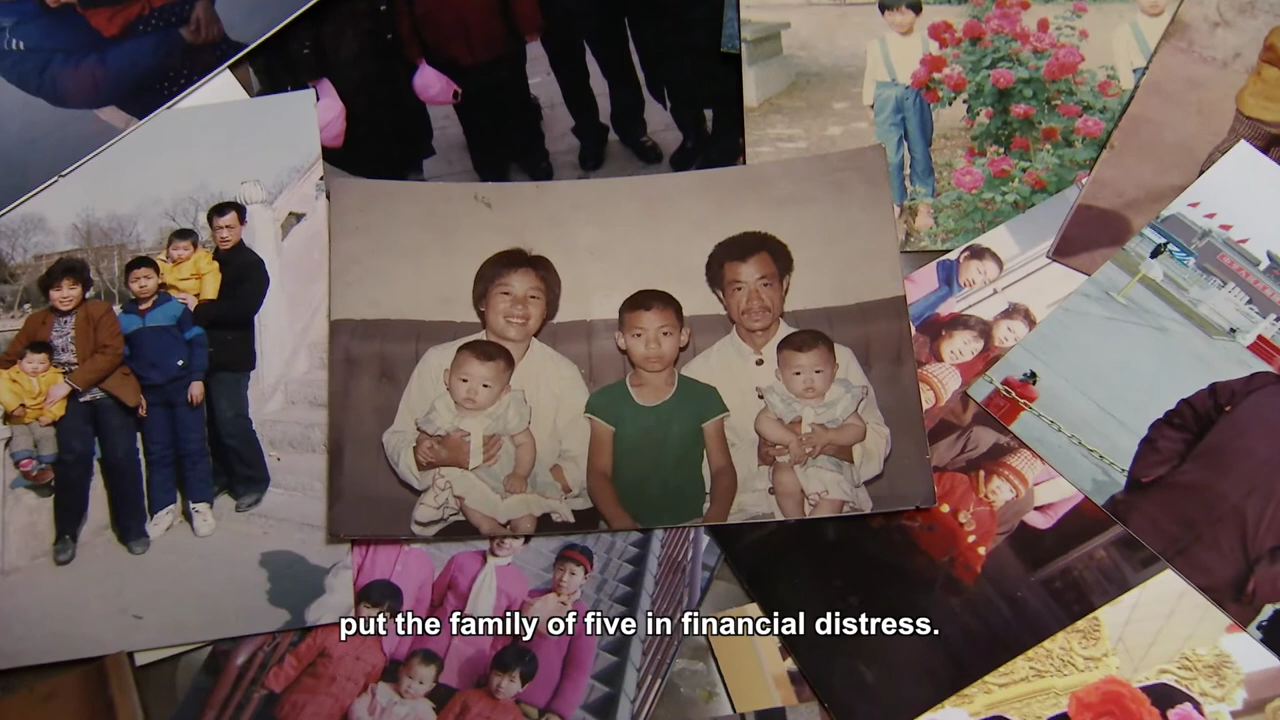 put the family of five in financial distress.